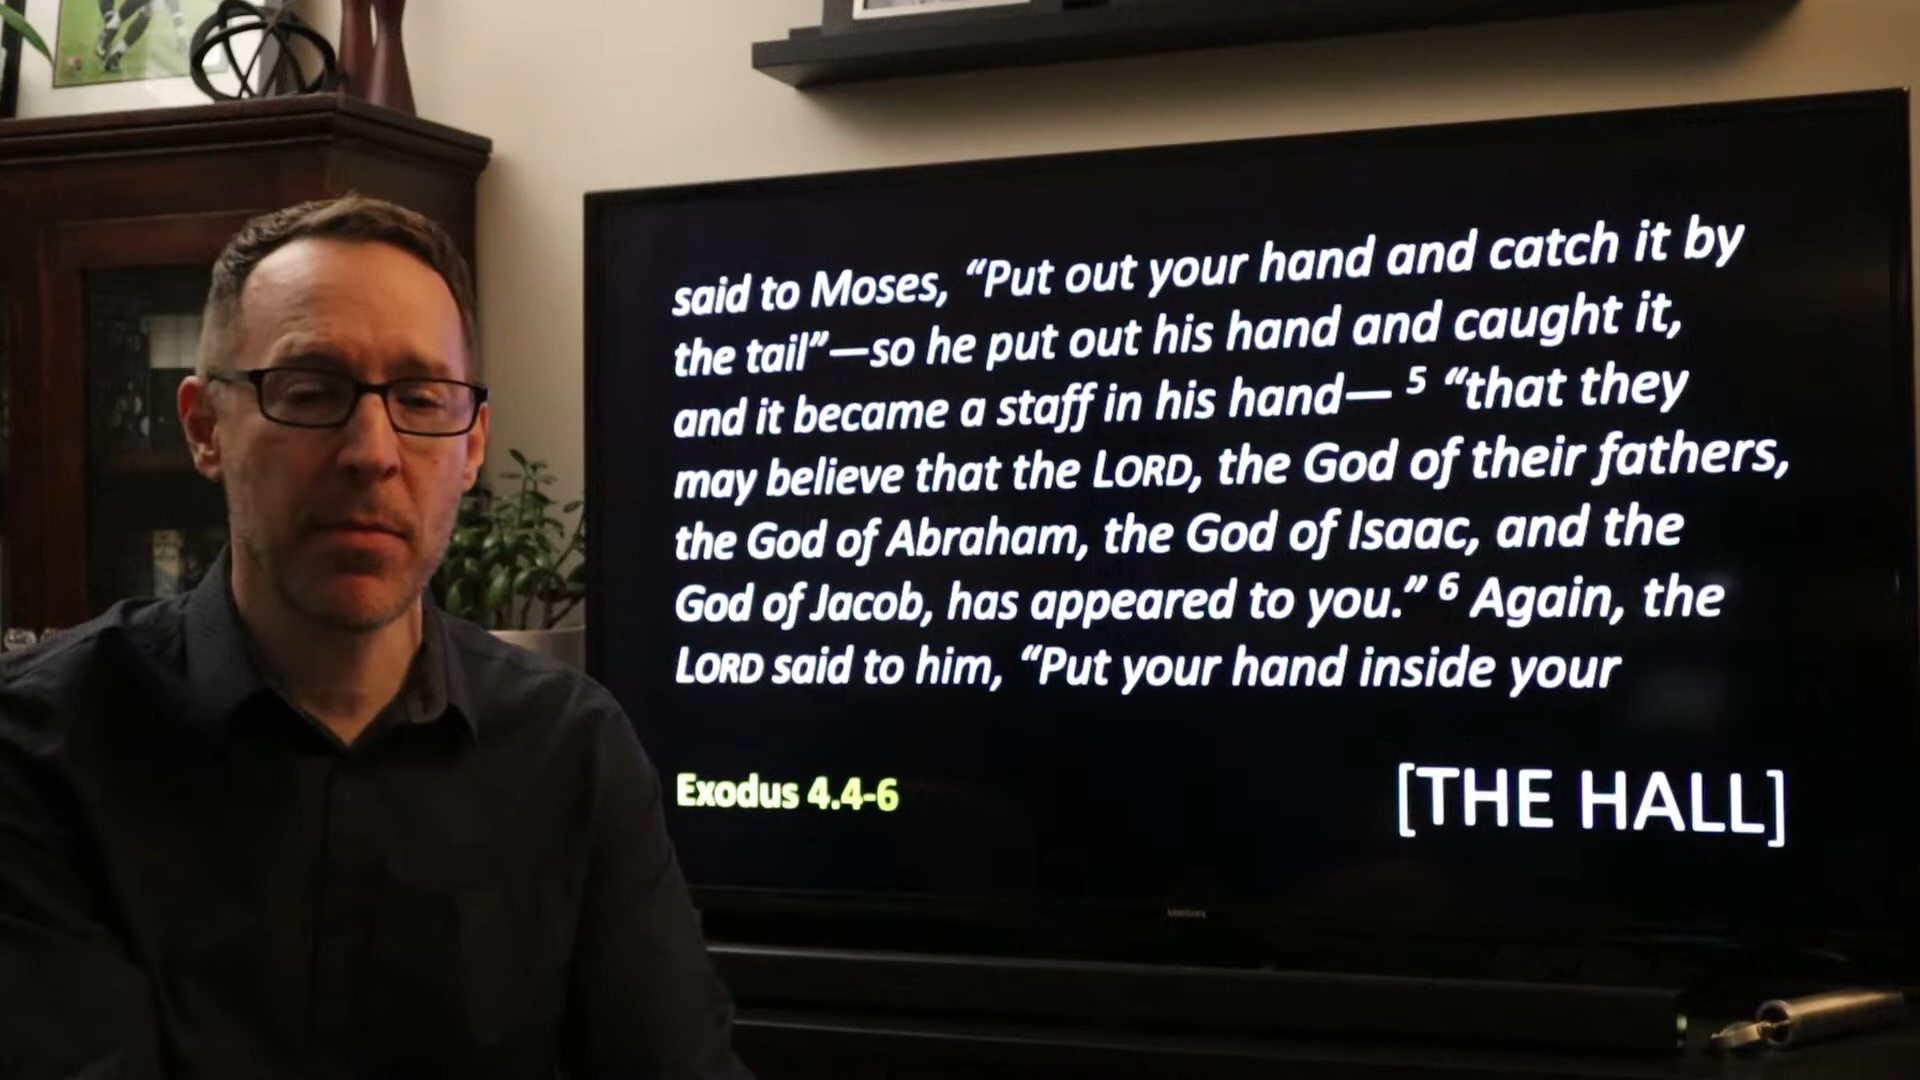 said to Moses, “Put out your hand and catch it by
the tail”—so he put out his hand and caught it,
and it became a staff in his hand— 5 “that they
may believe that the LORD, the God of their fathers,
the God of Abraham, the God of Isaac, and the
God of Jacob, has appeared to you.” 6 Again, the
LORD said to him, “Put your hand inside your
Exodus 4.4-6
[THE HALL]